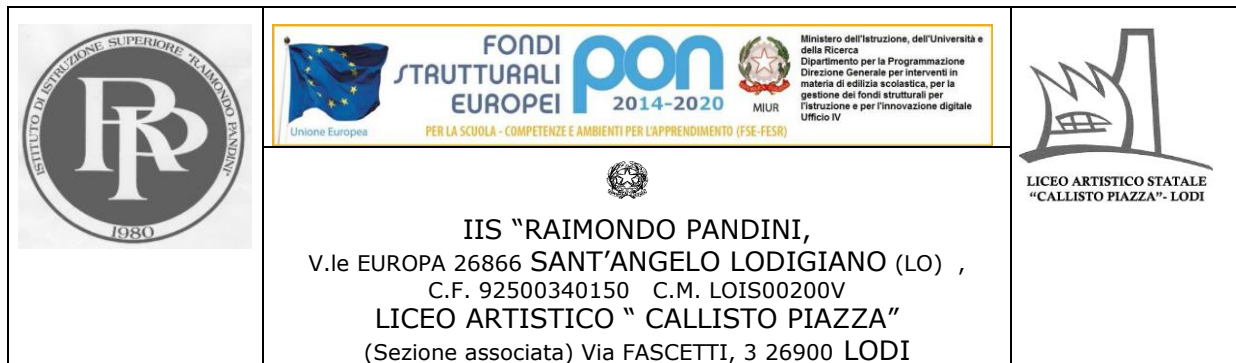 ISTITUTO DI ISTRUZIONE SUPERIORE "RAIMONDO PANDINI"
1980
Unione Europea
FONDI
STRUTTURALI
EUROPEI
pon
2014-2020
MIUR
Ministero dell'Istruzione, dell'Università e
della Ricerca
Dipartimento per la Programmazione
Direzione Generale per interventi in
materia di edilizia scolastica, per la
gestione dei fondi strutturali per
l'istruzione e per l'innovazione digitale
Ufficio IV
PER LA SCUOLA - COMPETENZE E AMBIENTI PER L'APPRENDIMENTO (FSE-FESR)
IIS "RAIMONDO PANDINI,
V.le EUROPA 26866 SANT'ANGELO LODIGIANO (LO) ,
C.F. 92500340150 C.M. LOIS00200V
LICEO ARTISTICO " CALLISTO PIAZZA"
(Sezione associata) Via FASCETTI, 3 26900 LODI
LICEO ARTISTICO STATALE
"CALLISTO PIAZZA"- LODI